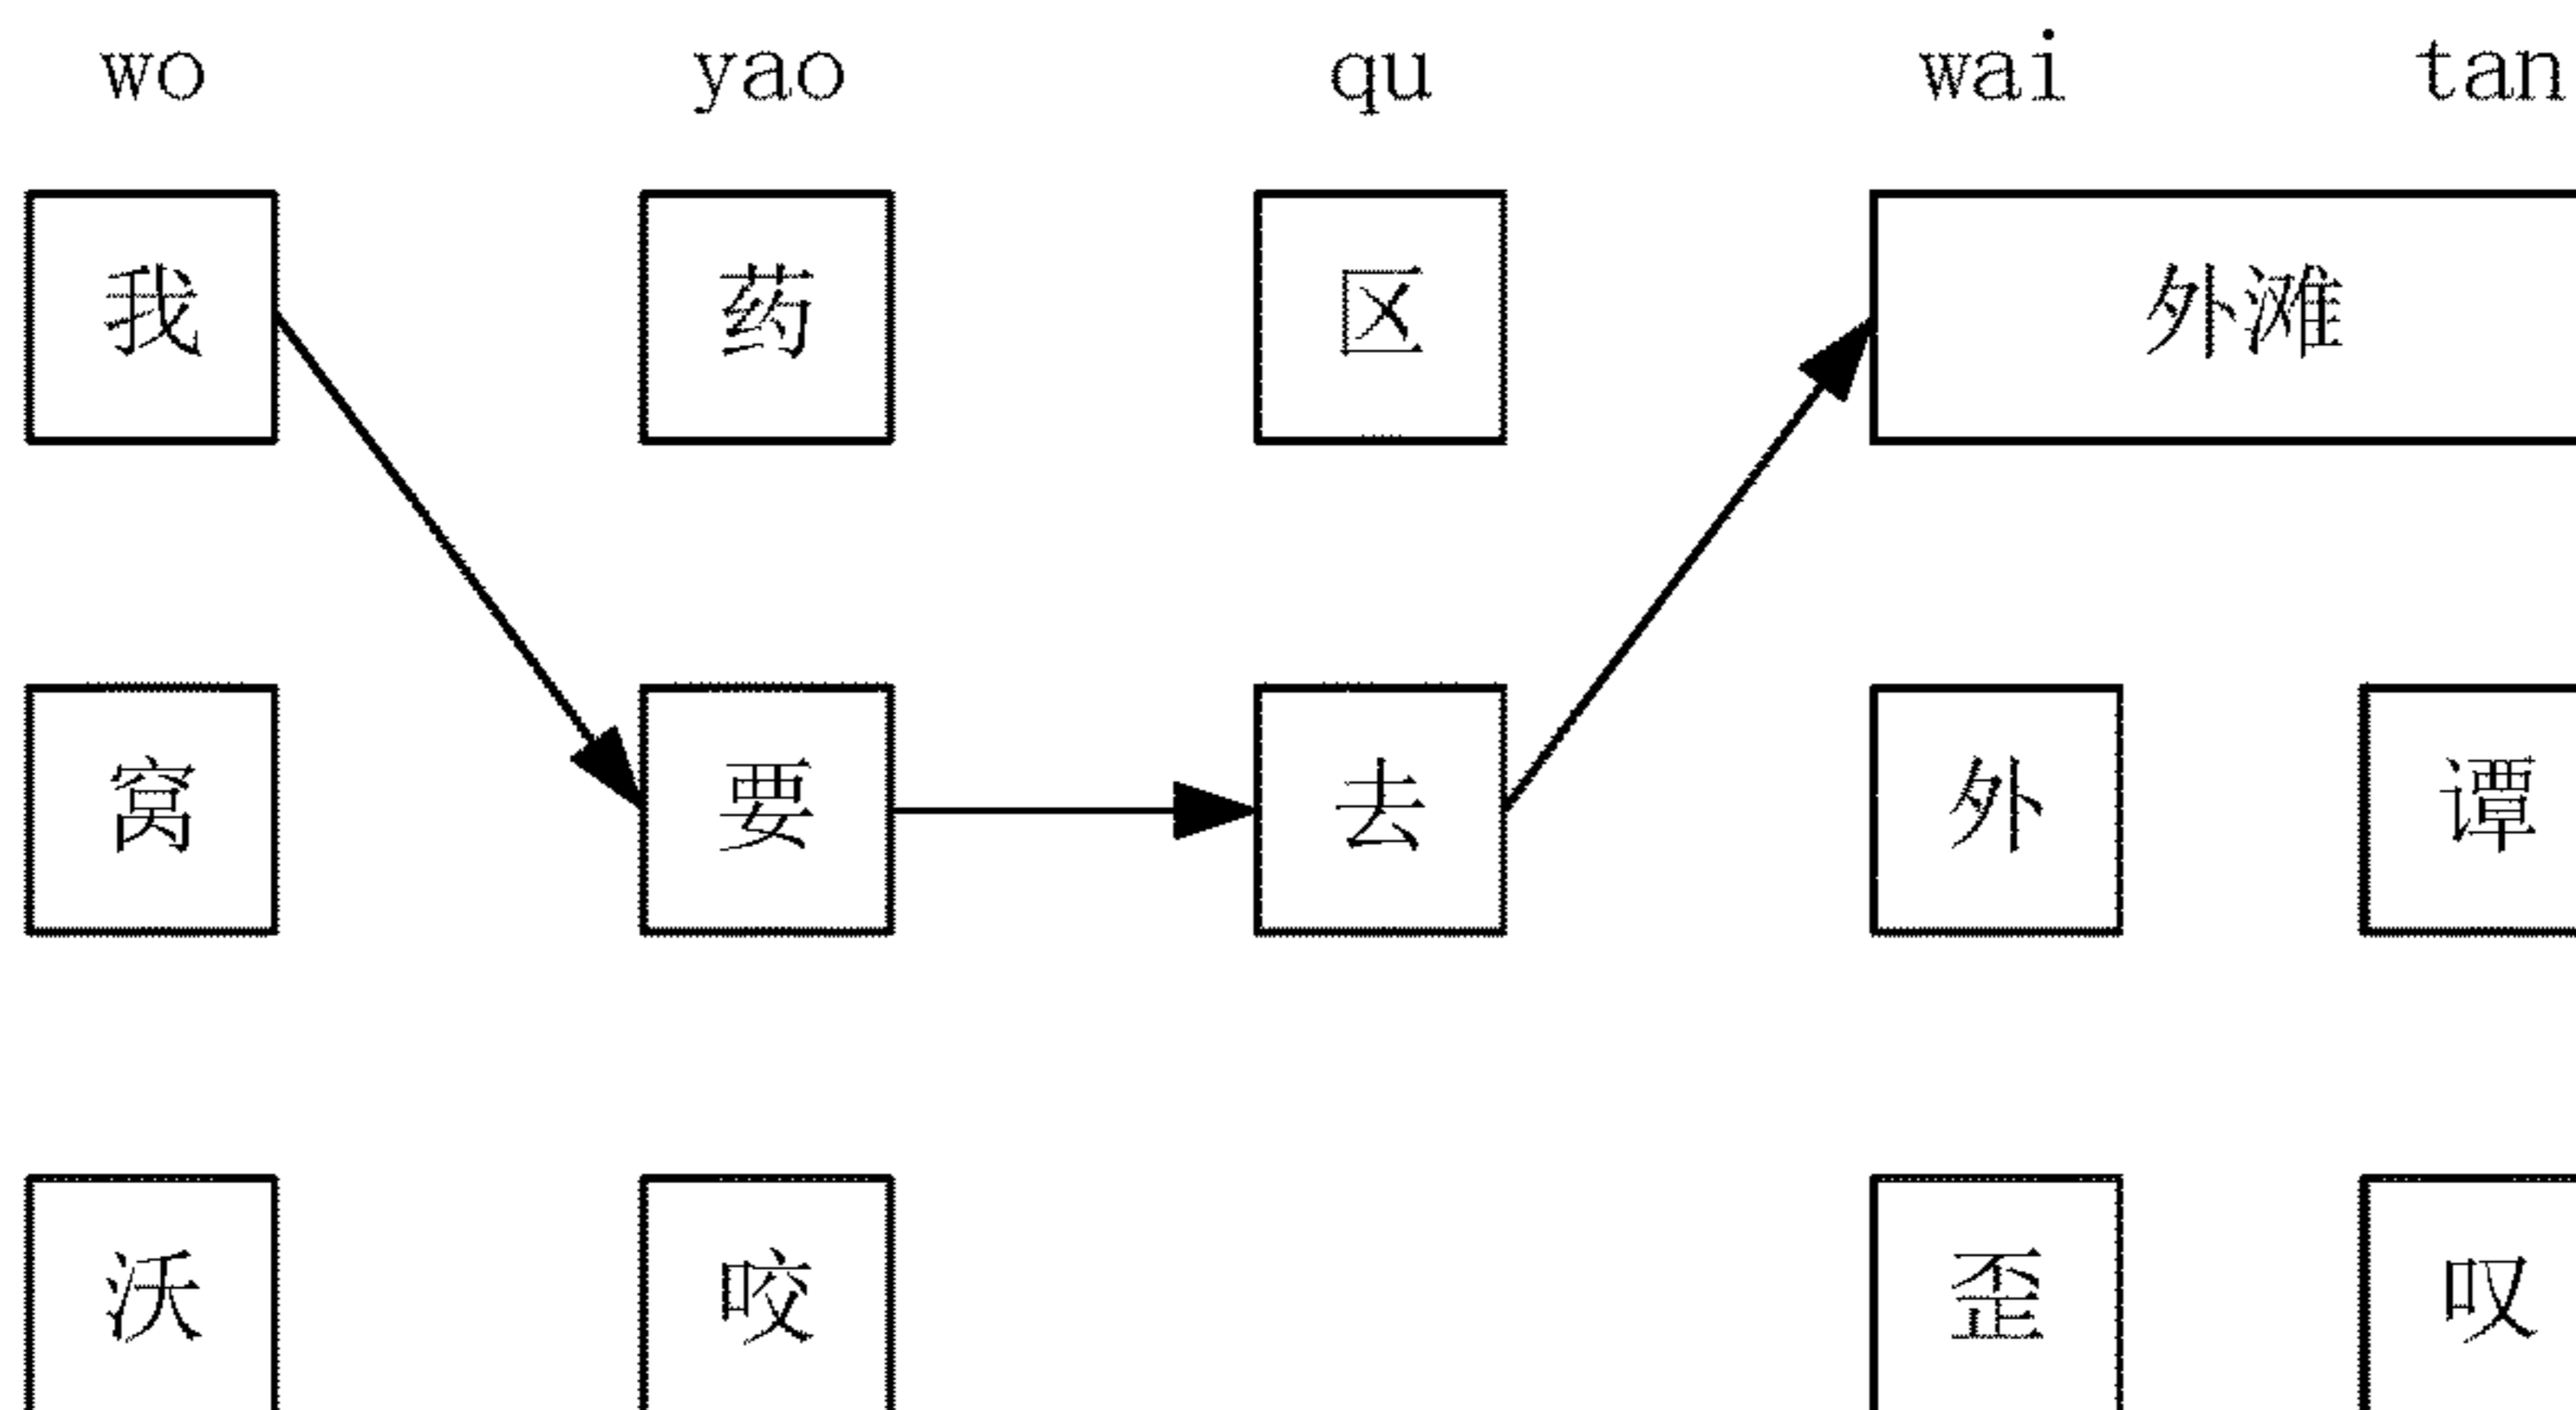 wo yao qu wai tan
我 药 区 外滩
窝 要 去 外 谭
沃 咬 歪 叹